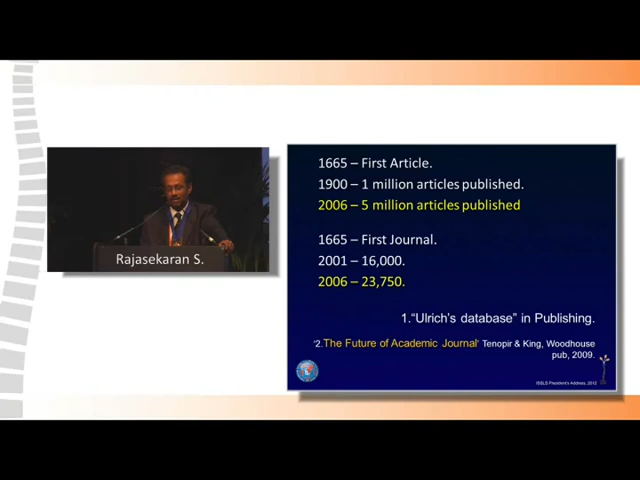 Rajasekaran S.
1665 – First Article.
1900 – 1 million articles published.
2006 – 5 million articles published
1665 – First Journal.
2001 – 16,000.
2006 – 23,750.
1.“Ulrich’s database” in Publishing.
‘2.The Future of Academic Journal’ Tenopir & King, Woodhouse
pub, 2009.
ISSLS President's Address, 2012